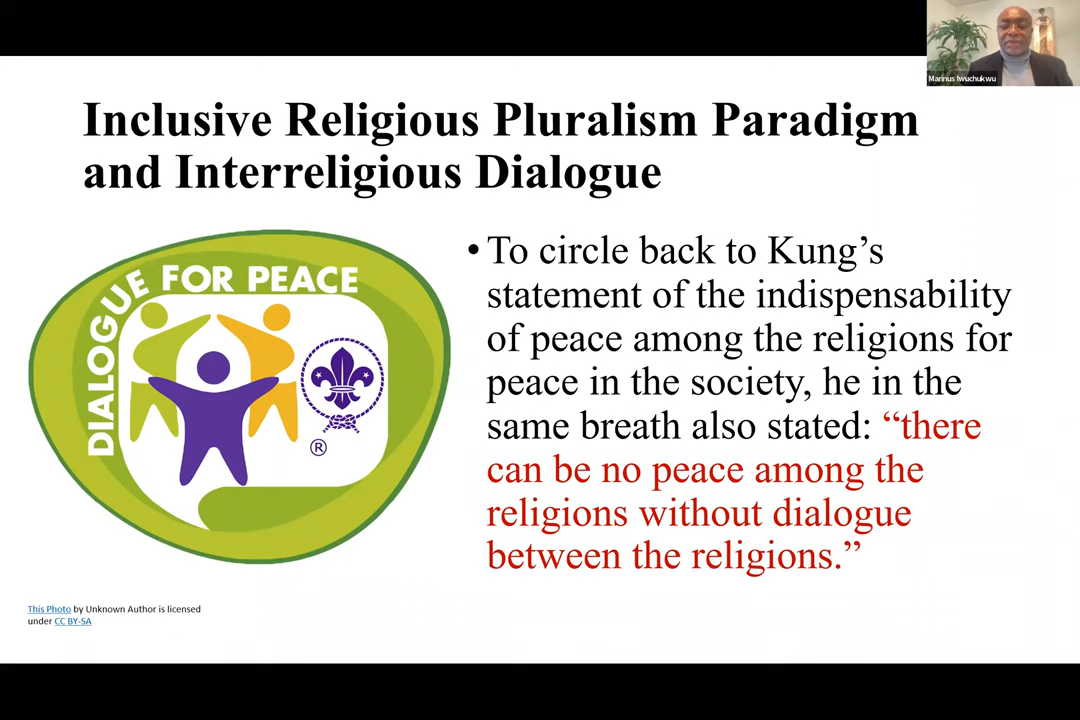 Marinus Iwuchukwu
Inclusive Religious Pluralism Paradigm
and Interreligious Dialogue
DIALOGUE FOR PEACE
®
• To circle back to Kung’s
statement of the indispensability
of peace among the religions for
peace in the society, he in the
same breath also stated: “there
can be no peace among the
religions without dialogue
between the religions.”
This Photo by Unknown Author is licensed
under CC BY-SA